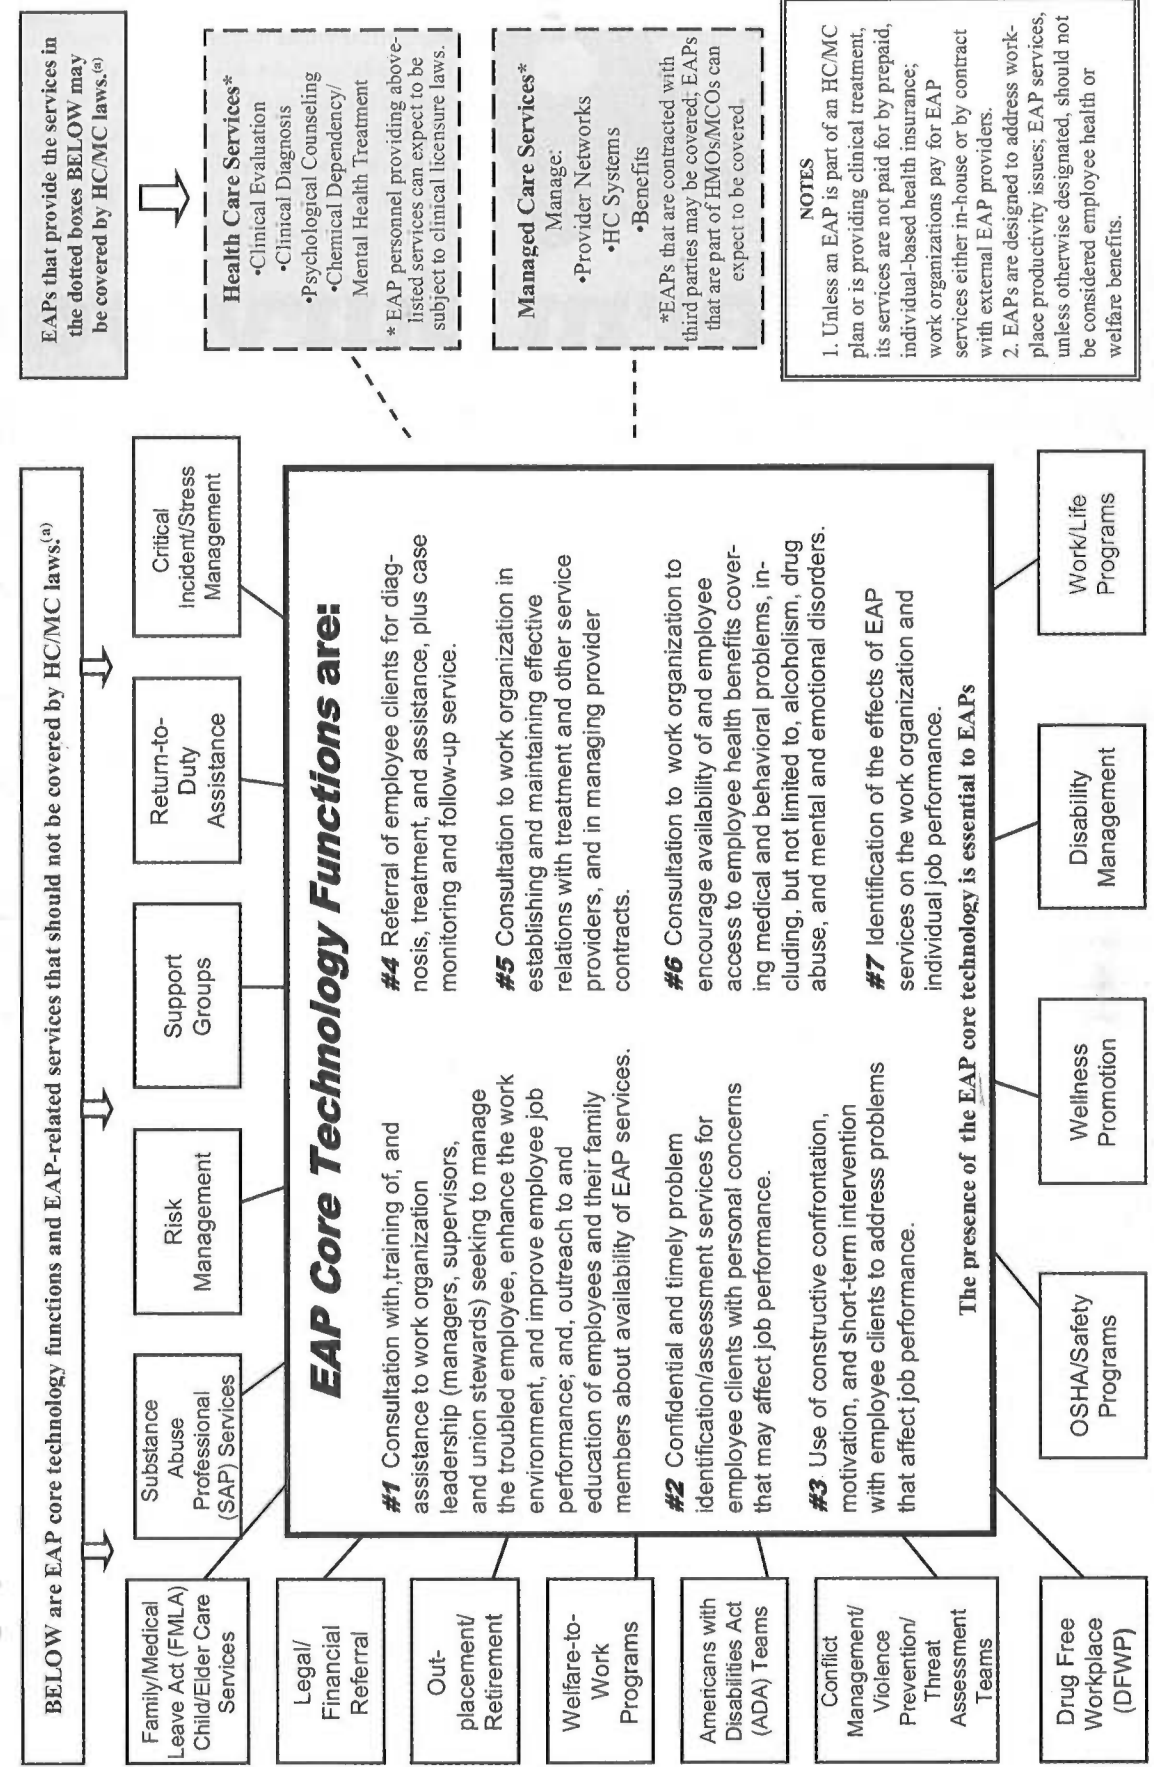 BELOW are EAP core technology functions and EAP-related services that should not be covered by HC/MC laws.(a)
EAPs that provide the services in
the dotted boxes BELOW may
be covered by HC/MC laws.(a)
Family/Medical
Leave Act (FMLA)
Child/Elder Care
Services
Substance
Abuse
Professional
(SAP) Services
Risk
Management
Support
Groups
Return-to-
Duty
Assistance
Critical
Incident/Stress
Management
Legal/
Financial
Referral
Out-
placement/
Retirement
Welfare-to-
Work
Programs
Americans with
Disabilities Act
(ADA) Teams
Conflict
Management/
Violence
Prevention/
Threat
Assessment
Teams
Drug Free
Workplace
(DFWP)
EAP Core Technology Functions are:
#1 Consultation with,training of, and
assistance to work organization
leadership (managers, supervisors,
and union stewards) seeking to manage
the troubled employee, enhance the work
environment, and improve employee job
performance; and, outreach to and
education of employees and their family
members about availability of EAP services.
#2 Confidential and timely problem
identification/assessment services for
employee clients with personal concerns
that may affect job performance.
#3 Use of constructive confrontation,
motivation, and short-term intervention
with employee clients to address problems
that affect job performance.
#4 Referral of employee clients for diag-
nosis, treatment, and assistance, plus case
monitoring and follow-up service.
#5 Consultation to work organization in
establishing and maintaining effective
relations with treatment and other service
providers, and in managing provider
contracts.
#6 Consultation to work organization to
encourage availability of and employee
access to employee health benefits cover-
ing medical and behavioral problems, in-
cluding, but not limited to, alcoholism, drug
abuse, and mental and emotional disorders.
#7 Identification of the effects of EAP
services on the work organization and
individual job performance.
The presence of the EAP core technology is essential to EAPs
OSHA/Safety
Programs
Wellness
Promotion
Disability
Management
Work/Life
Programs
Health Care Services*
•Clinical Evaluation
•Clinical Diagnosis
•Psychological Counseling
•Chemical Dependency/
Mental Health Treatment
* EAP personnel providing above-
listed services can expect to be
subject to clinical licensure laws.
Managed Care Services*
Manage:
•Provider Networks
•HC Systems
•Benefits
*EAPs that are contracted with
third parties may be covered; EAPs
that are part of HMOs/MCOs can
expect to be covered.
NOTES
1. Unless an EAP is part of an HC/MC
plan or is providing clinical treatment,
its services are not paid for by prepaid,
individual-based health insurance;
work organizations pay for EAP
services either in-house or by contract
with external EAP providers.
2. EAPs are designed to address work-
place productivity issues; EAP services,
unless otherwise designated, should not
be considered employee health or
welfare benefits.